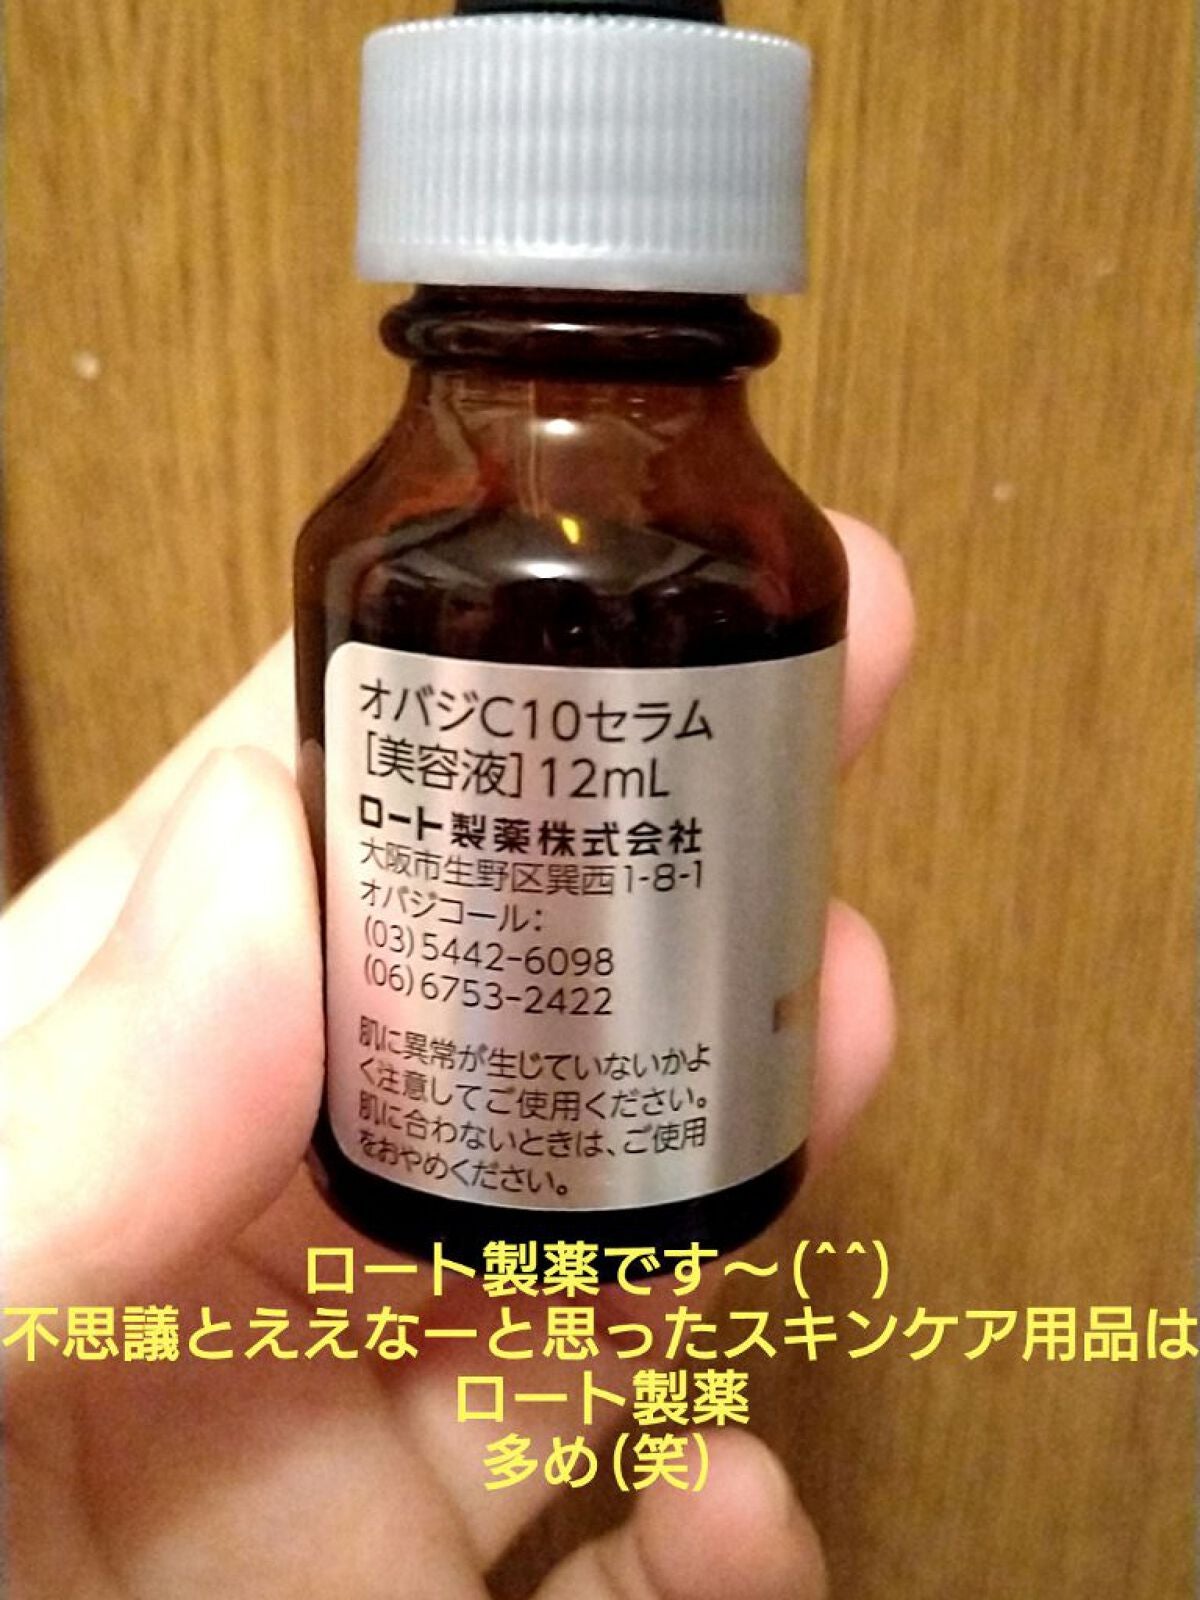 オバジC10セラム
[美容液]12mL
ロート製薬株式会社
大阪市生野区巽西1-8-1
オバジコール:
(03)5442-6098
(06)6753-2422
肌に異常が生じていないかよ
く注意してご使用ください。
肌に合わないときは、ご使用
をおやめください。
ロート製薬です〜(^^)
不思議とええなーと思ったスキンケア用品は
ロート製薬
多め(笑)